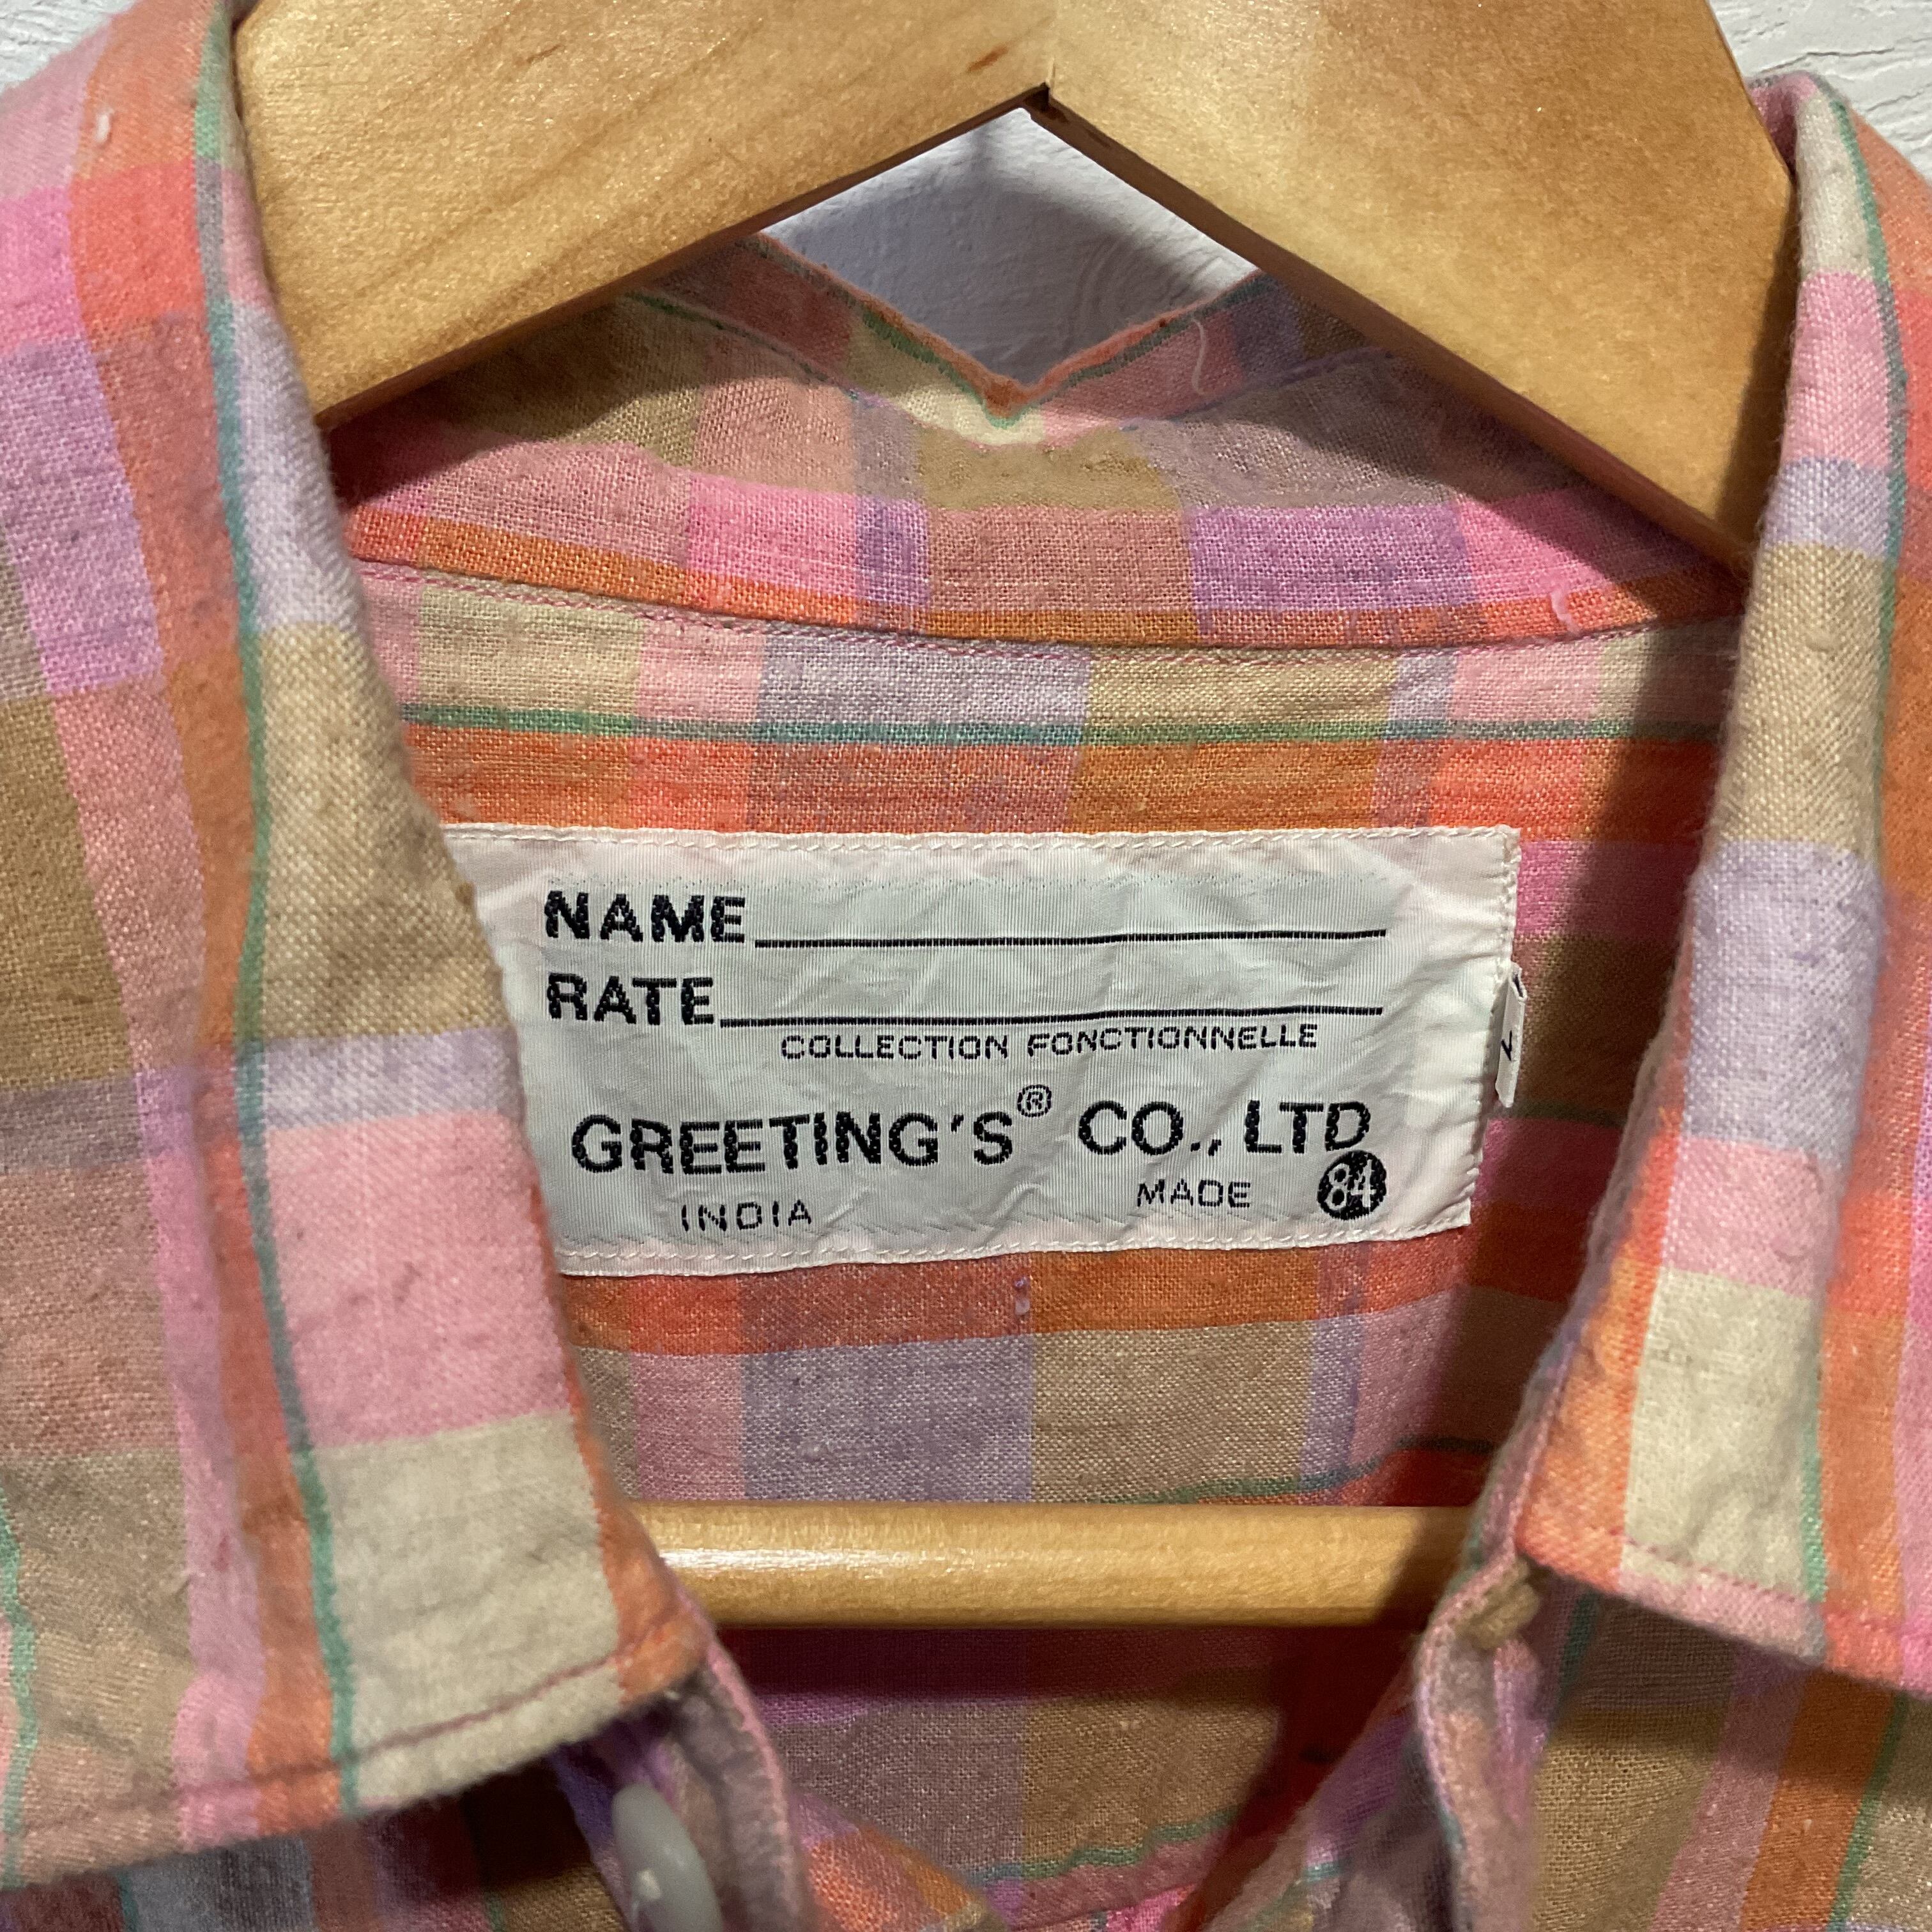 NAME
RATE
COLLECTION FONCTIONNELLE
GREETING'S® CO., LTD
INDIA MADE 84